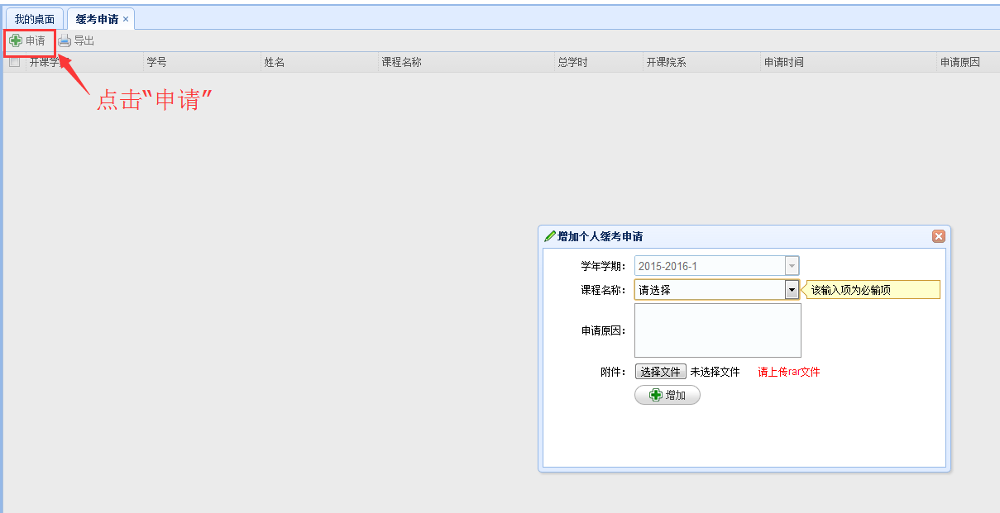 我的桌面 缓考申请 ×
申请 导出
开课学 学号 姓名 课程名称 总学时 开课院系 申请时间 申请原因
点击“申请”
增加个人缓考申请
学年学期： 2015-2016-1
课程名称： 请选择 该输入项为必输项
申请原因：
附件： 选择文件 未选择文件 请上传rar文件
增加